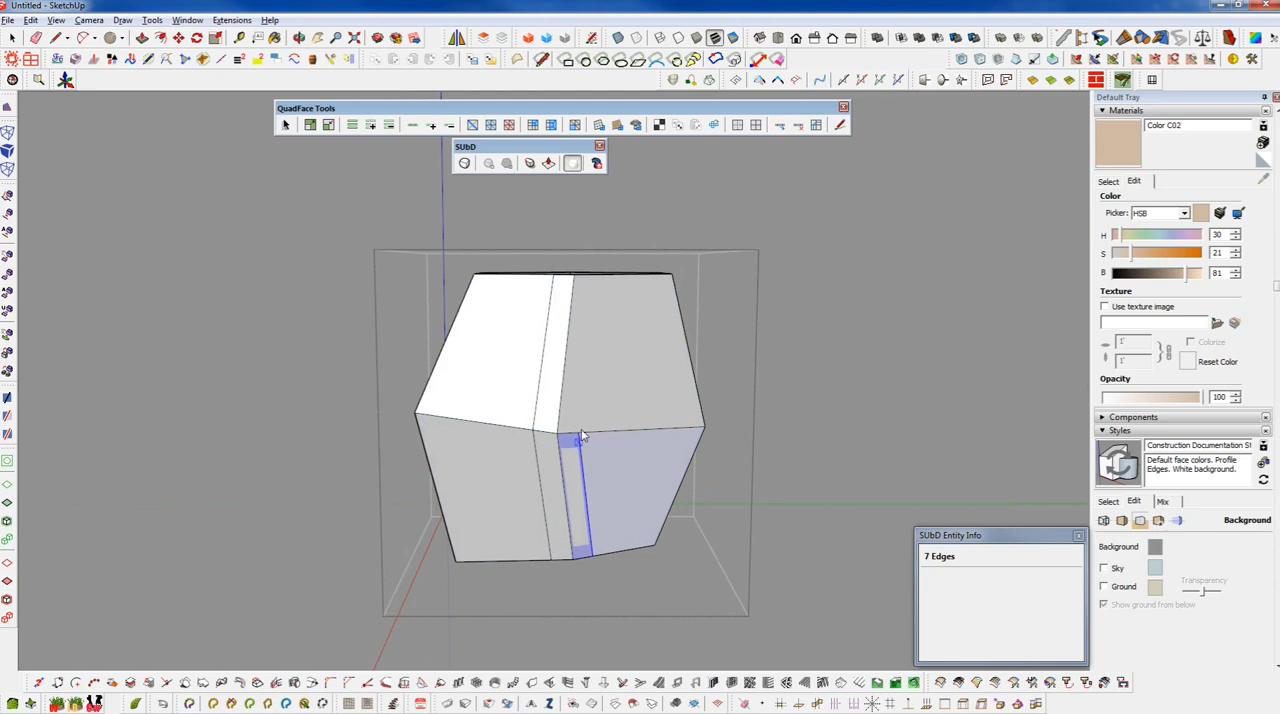 Untitled - SketchUp
File Edit View Camera Draw Tools Window Extensions Help
Default Tray
QuadFace Tools
Materials
Color C02
SUbD
Select Edit
Color
Picker: HSB
H 30
S 21
B 81
Texture
Use texture image
1' Colorize
1' Reset Color
Opacity
100
Components
Styles
Construction Documentation St
Default face colors. Profile
Edges. White background.
Select Edit Mix
Background
SUbD Entity Info
Background
7 Edges
Sky
Transparency
Ground
Show ground from below